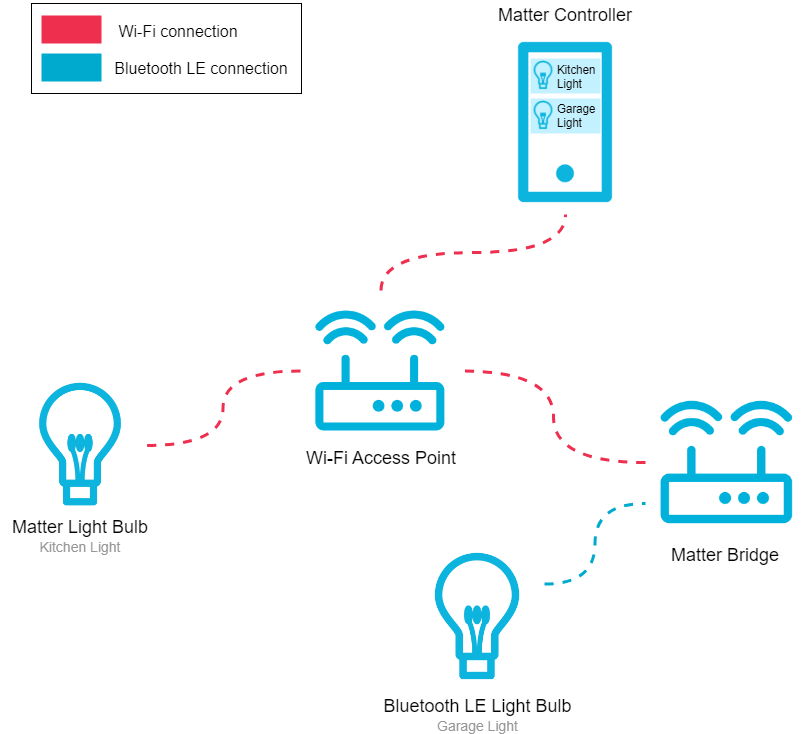 Wi-Fi connection
Bluetooth LE connection
Matter Controller
Kitchen
Light
Garage
Light
Wi-Fi Access Point
Matter Light Bulb
Kitchen Light
Matter Bridge
Bluetooth LE Light Bulb
Garage Light